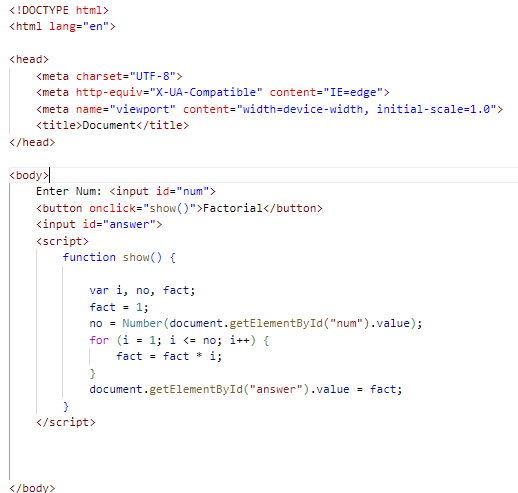 <!DOCTYPE html>
<html lang="en">
<head>
<meta charset="UTF-8">
<meta http-equiv="X-UA-Compatible" content="IE=edge">
<meta name="viewport" content="width=device-width, initial-scale=1.0">
<title>Document</title>
</head>
<body>
Enter Num: <input id="num">
<button onclick="show()">Factorial</button>
<input id="answer">
<script>
function show() {
var i, no, fact;
fact = 1;
no = Number(document.getElementById("num").value);
for (i = 1; i <= no; i++) {
fact = fact * i;
}
document.getElementById("answer").value = fact;
}
</script>
</body>